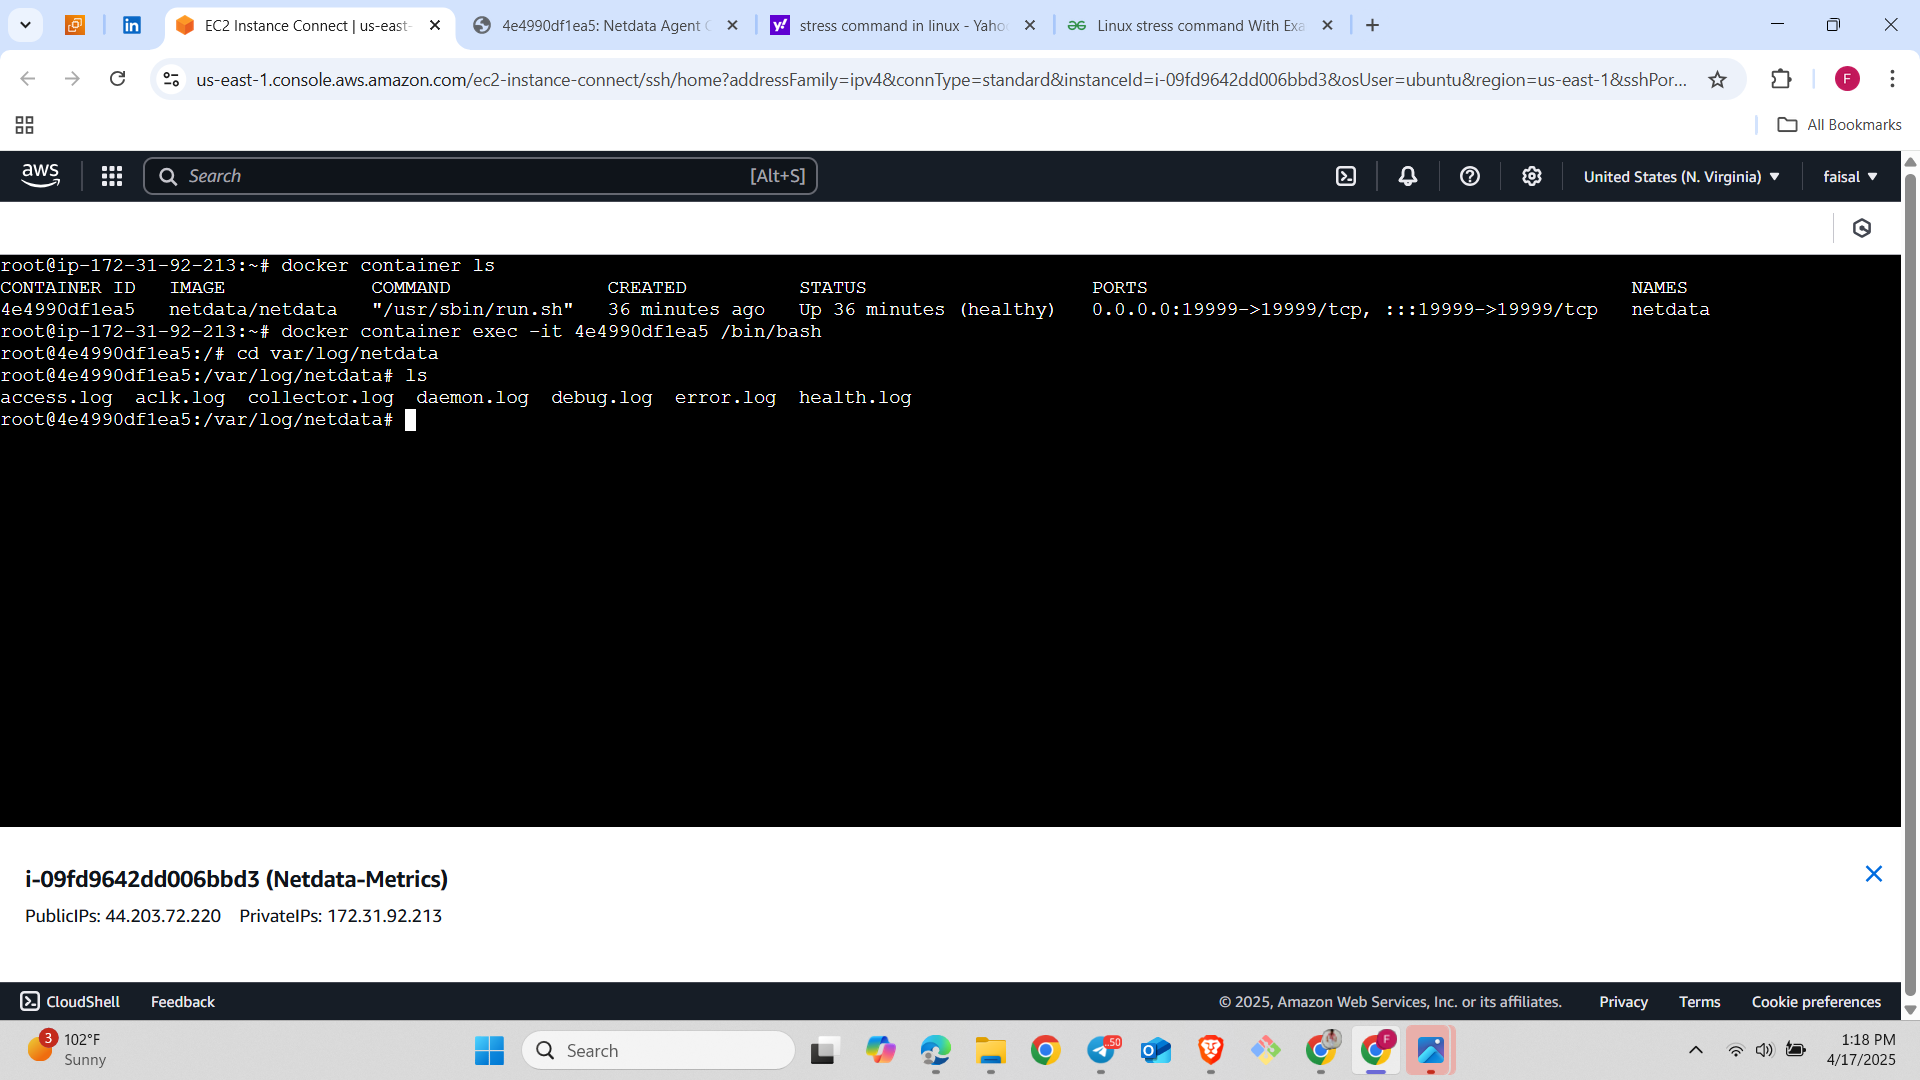 EC2 Instance Connect | us-east-
4e4990df1ea5: Netdata Agent
stress command in linux - Yaho
Linux stress command With Exa
us-east-1.console.aws.amazon.com/ec2-instance-connect/ssh/home?addressFamily=ipv4&connType=standard&instanceId=i-09fd9642dd006bbd3&osUser=ubuntu&region=us-east-1&sshPor...
F
All Bookmarks
aws
Search
[Alt+S]
United States (N. Virginia)
faisal
root@ip-172-31-92-213:~# docker container ls
CONTAINER ID IMAGE COMMAND CREATED STATUS PORTS NAMES
4e4990df1ea5 netdata/netdata "/usr/sbin/run.sh" 36 minutes ago Up 36 minutes (healthy) 0.0.0.0:19999->19999/tcp, :::19999->19999/tcp netdata
root@ip-172-31-92-213:~# docker container exec -it 4e4990df1ea5 /bin/bash
root@4e4990df1ea5:/# cd var/log/netdata
root@4e4990df1ea5:/var/log/netdata# ls
access.log aclk.log collector.log daemon.log debug.log error.log health.log
root@4e4990df1ea5:/var/log/netdata#
i-09fd9642dd006bbd3 (Netdata-Metrics)
PublicIPs: 44.203.72.220 PrivateIPs: 172.31.92.213
CloudShell
Feedback
© 2025, Amazon Web Services, Inc. or its affiliates.
Privacy
Terms
Cookie preferences
3
102°F
Sunny
Search
50
F
1:18 PM
4/17/2025